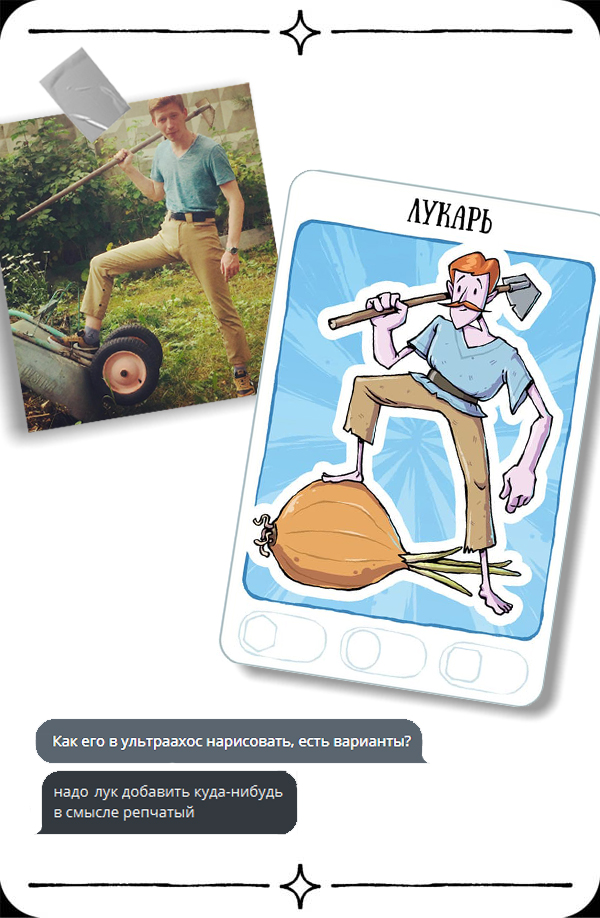 ЛУКАРЬ
Как его в ультраахос нарисовать, есть варианты?
надо лук добавить куда-нибудь
в смысле репчатый